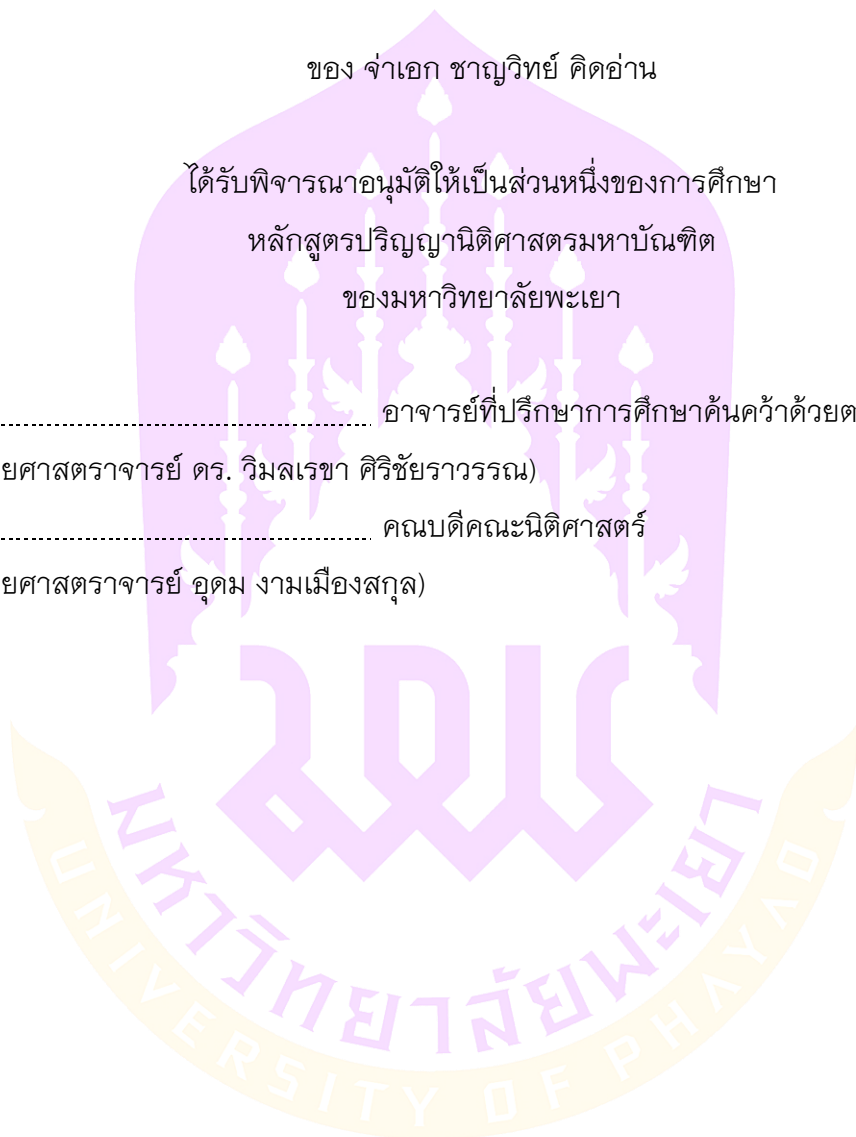 ของ จ่าเอก ชาญวิทย์ คิดอ่าน
ได้รับพิจารณาอนุมัติให้เป็นส่วนหนึ่งของการศึกษา
หลักสูตรปริญญานิติศาสตรมหาบัณฑิต
ของมหาวิทยาลัยพะเยา
อาจารย์ที่ปรึกษาการศึกษาค้นคว้าด้วยต
ยศาสตราจารย์ ดร. วิมลเรขา ศิริชัยราวรรณ)
คณบดีคณะนิติศาสตร์
ยศาสตราจารย์ อุดม งามเมืองสกุล)
มหาวิทยาลัยพะเยา
UNIVERSITY OF PHAYAO